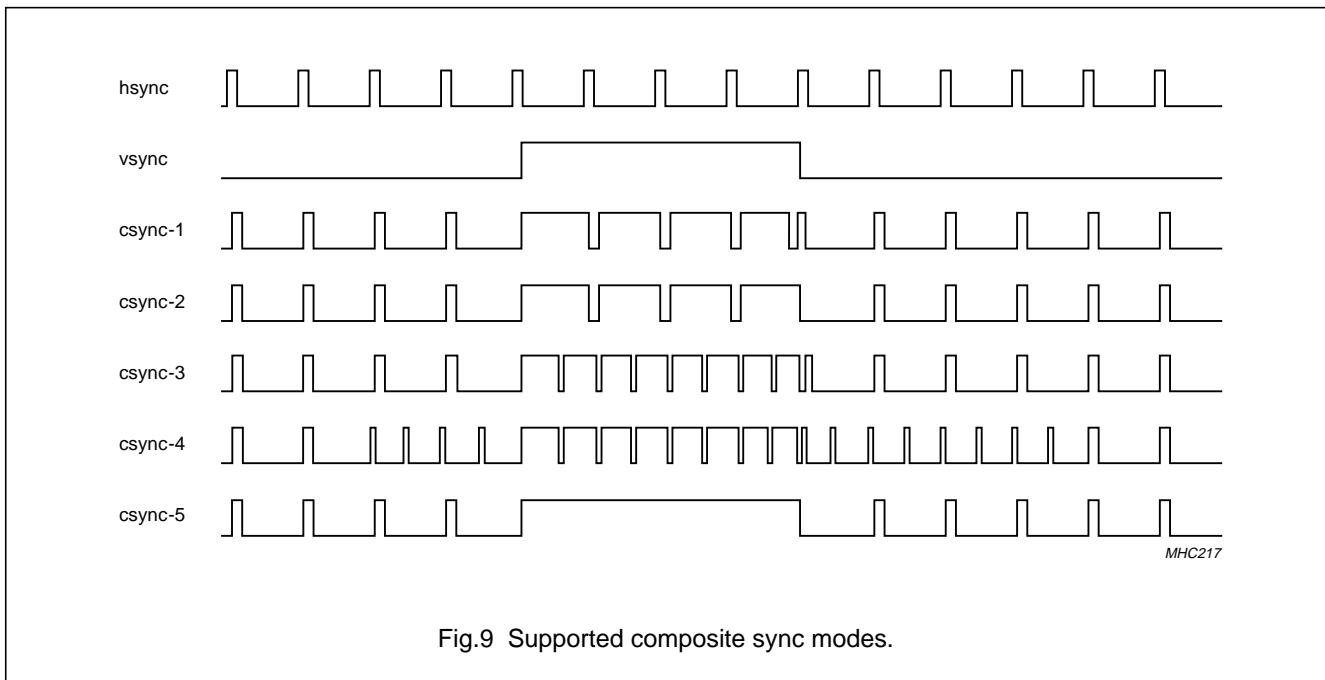 hsync
vsync
csync-1
csync-2
csync-3
csync-4
csync-5
MHC217
Fig.9 Supported composite sync modes.